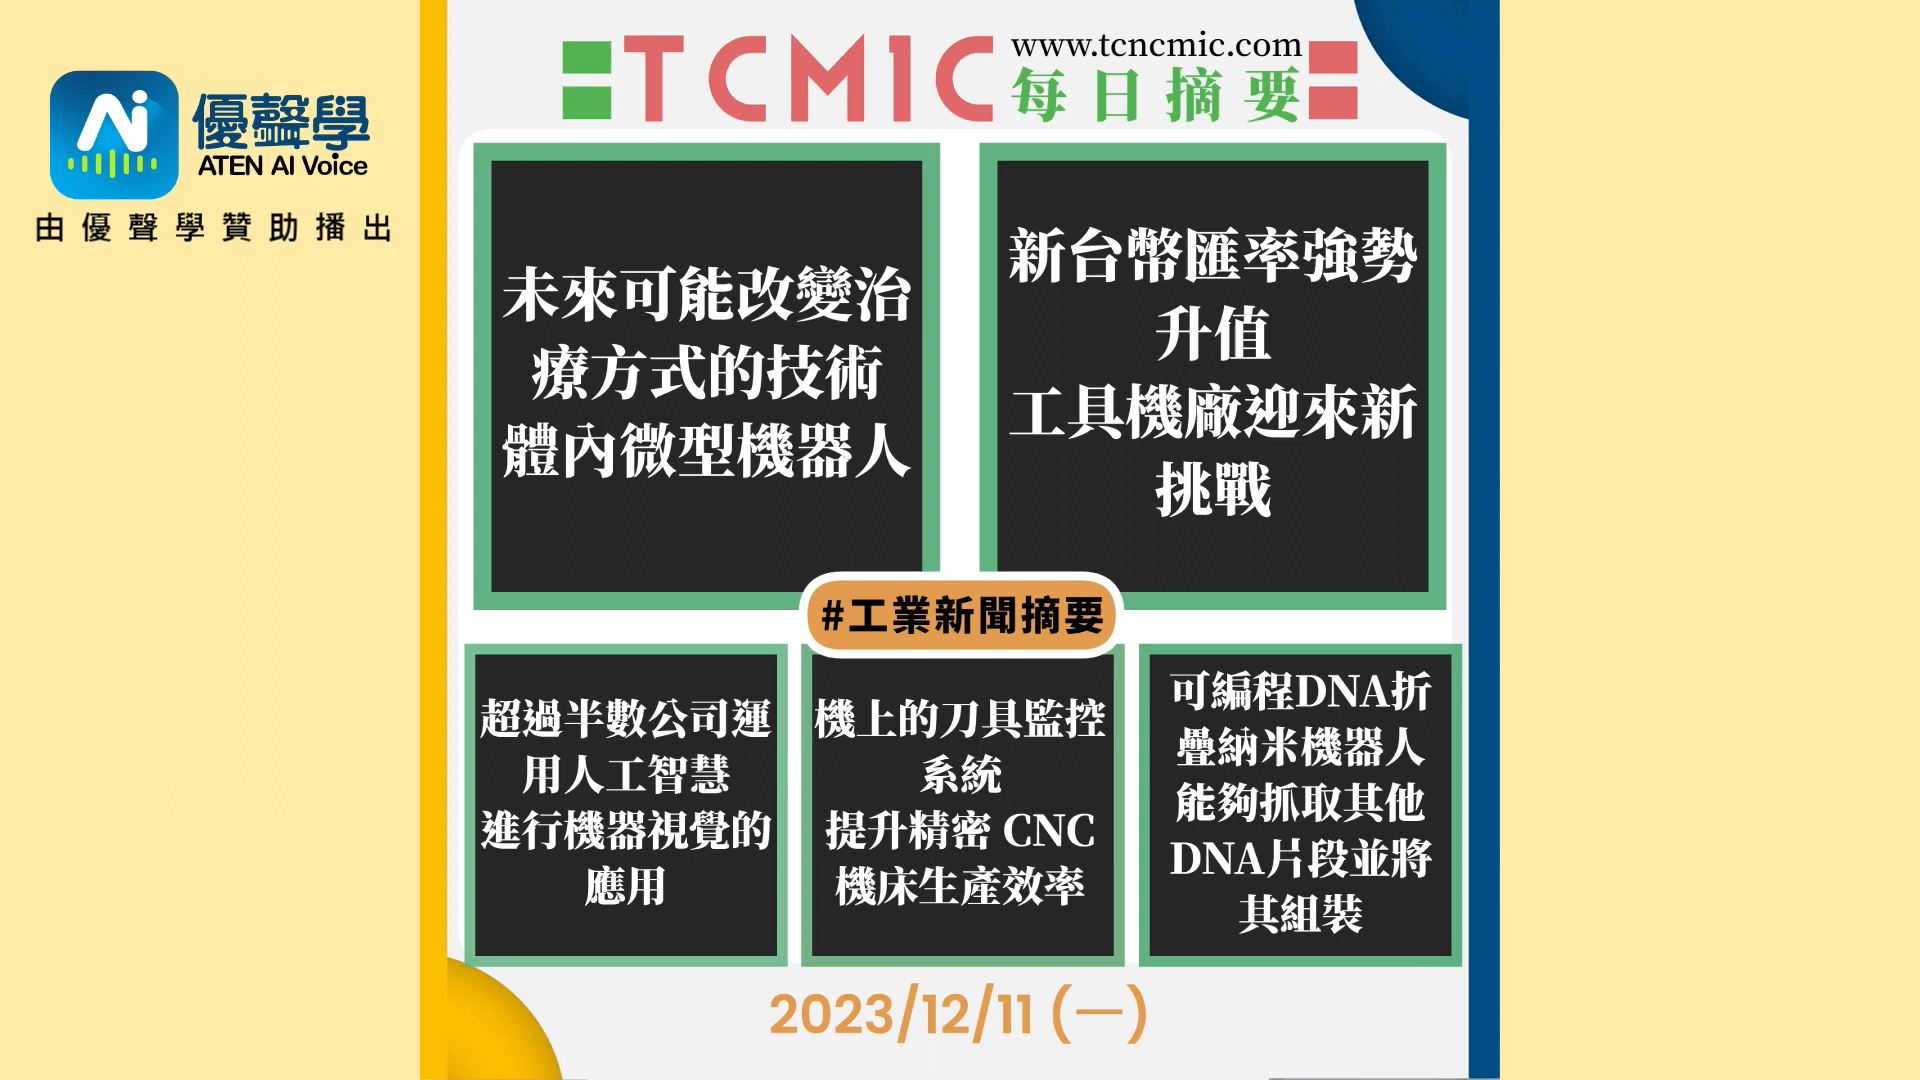 優聲學
ATEN AI Voice
由優聲學贊助播出
TCM1C
www.tcncmic.com
每日摘要
未來可能改變治
療方式的技術
體內微型機器人
新台幣匯率強勢
升值
工具機廠迎來新
挑戰
#工業新聞摘要
超過半數公司運
用人工智慧
進行機器視覺的
應用
機上的刀具監控
系統
提升精密 CNC
機床生產效率
可編程DNA折
疊納米機器人
能夠抓取其他
DNA片段並將
其組裝
2023/12/11 (一)